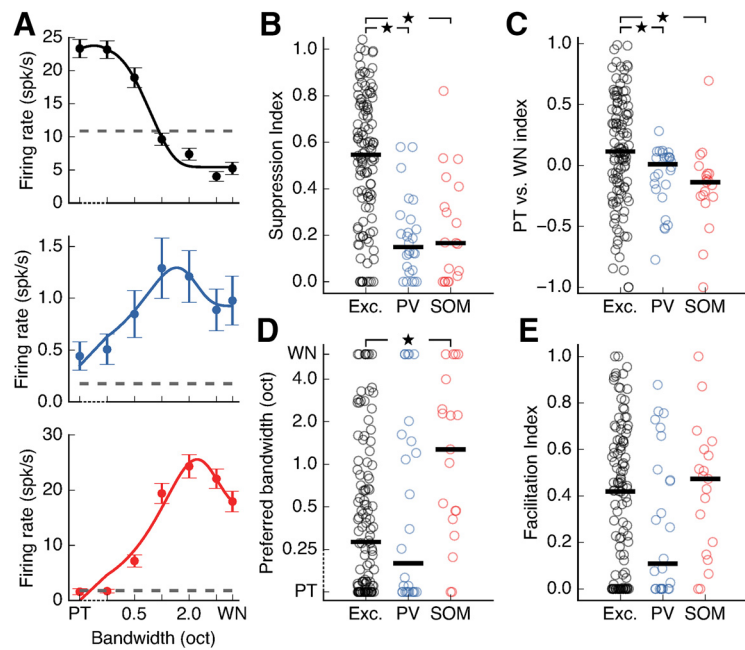 A
Firing rate (spk/s)
25
20
15
10
5
0
Firing rate (spk/s)
1.5
1.0
0.5
0.0
Firing rate (spk/s)
30
25
20
15
10
5
0
PT
0.5
2.0
WN
Bandwidth (oct)
B
★
★
Suppression Index
1.0
0.8
0.6
0.4
0.2
0.0
Exc.
PV
SOM
C
★
★
PT vs. WN index
1.0
0.5
0.0
−0.5
−1.0
Exc.
PV
SOM
D
★
Preferred bandwidth (oct)
WN
4.0
2.0
1.0
0.5
0.25
PT
Exc.
PV
SOM
E
Facilitation Index
1.0
0.8
0.6
0.4
0.2
0.0
Exc.
PV
SOM